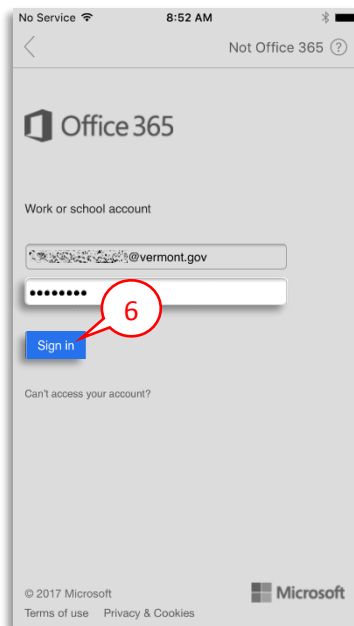 No Service 8:52 AM
Not Office 365 ?
Office 365
Work or school account
@vermont.gov
••••••••
6
Sign in
Can't access your account?
© 2017 Microsoft
Microsoft
Terms of use Privacy & Cookies